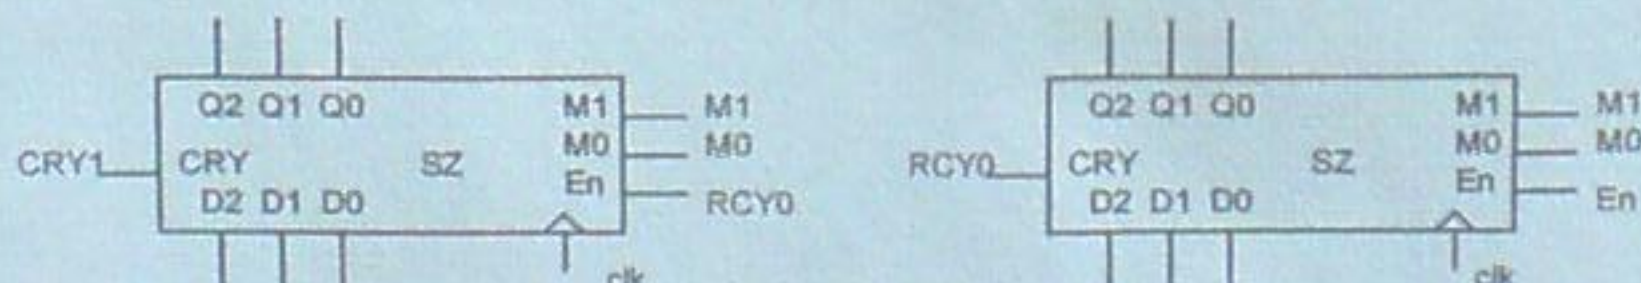 Q2 Q1 Q0 M1 M1
M0 M0
CRY1 CRY SZ
En
D2 D1 D0 RCY0
clk
Q2 Q1 Q0 M1 M1
M0 M0
RCY0 CRY SZ
En En
D2 D1 D0
clk